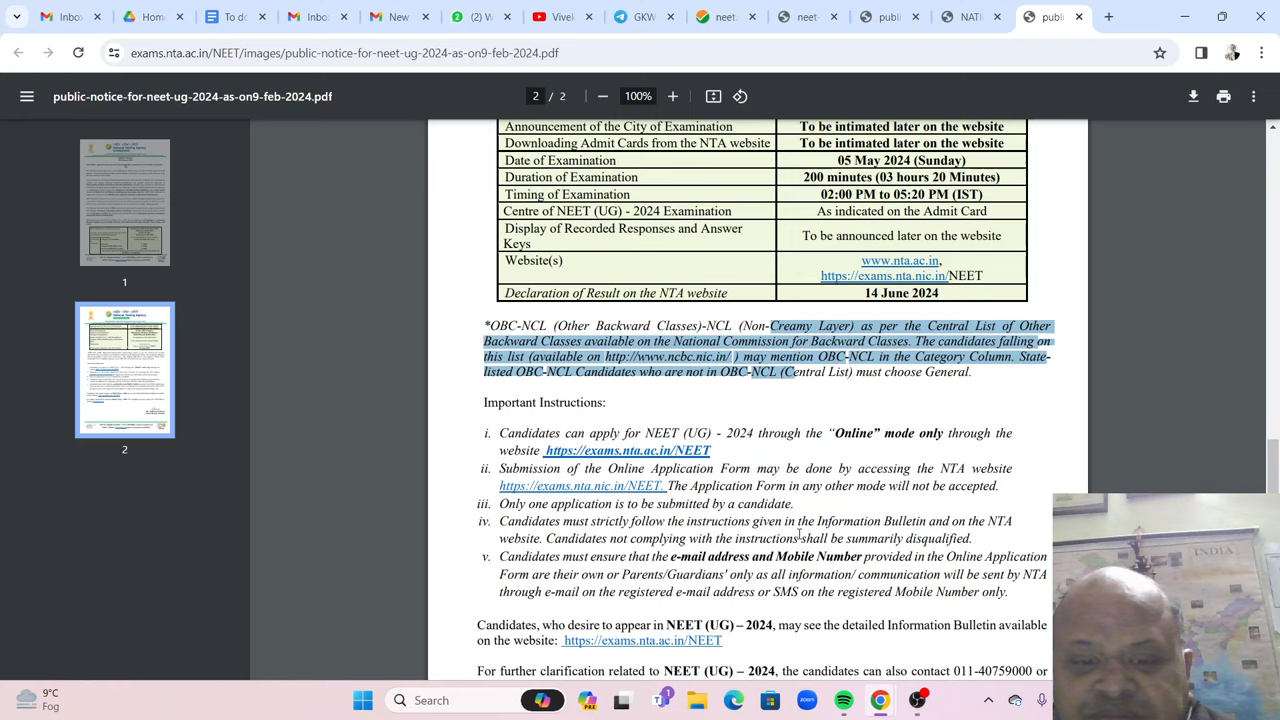 Home
To do
Inbox
New
(2) W
Vivek
GKW
neet.
neet-
public
NATI
public
exams.nta.ac.in/NEET/images/public-notice-for-neet-ug-2024-as-on9-feb-2024.pdf
public-notice-for-neet-ug-2024-as-on9-feb-2024.pdf
2 / 2
100%
1
2
Announcement of the City of Examination To be intimated later on the website
Downloading Admit Cards from the NTA website To be intimated later on the website
Date of Examination 05 May 2024 (Sunday)
Duration of Examination 200 minutes (03 hours 20 Minutes)
Timing of Examination 02:00 PM to 05:20 PM (IST)
Centre of NEET (UG) - 2024 Examination As indicated on the Admit Card
Display of Recorded Responses and Answer
Keys To be announced later on the website
Website(s) www.nta.ac.in,
https://exams.nta.nic.in/NEET
Declaration of Result on the NTA website 14 June 2024
*OBC-NCL (Other Backward Classes)-NCL (Non-Creamy Layer) as per the Central List of Other
Backward Classes available on the National Commission for Backward Classes. The candidates falling on
this list (available on http://www.ncbc.nic.in/ ) may mention OBC-NCL in the Category Column. State-
listed OBC-NCL Candidates who are not in OBC-NCL (Central List) must choose General.
Important Instructions:
i. Candidates can apply for NEET (UG) - 2024 through the “Online” mode only through the
website https://exams.nta.ac.in/NEET
ii. Submission of the Online Application Form may be done by accessing the NTA website
https://exams.nta.nic.in/NEET. The Application Form in any other mode will not be accepted.
iii. Only one application is to be submitted by a candidate.
iv. Candidates must strictly follow the instructions given in the Information Bulletin and on the NTA
website. Candidates not complying with the instructions shall be summarily disqualified.
v. Candidates must ensure that the e-mail address and Mobile Number provided in the Online Application
Form are their own or Parents/Guardians' only as all information/ communication will be sent by NTA
through e-mail on the registered e-mail address or SMS on the registered Mobile Number only.
Candidates, who desire to appear in NEET (UG) – 2024, may see the detailed Information Bulletin available
on the website: https://exams.nta.ac.in/NEET
For further clarification related to NEET (UG) – 2024, the candidates can also contact 011-40759000 or
INDIA
9°C
Fog
Search
1